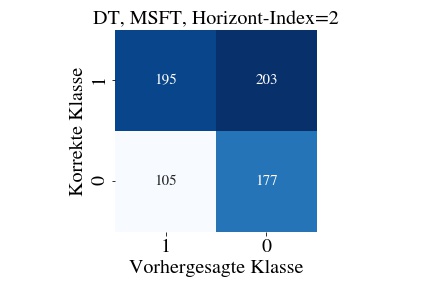 DT, MSFT, Horizont-Index=2
Korrekte Klasse
1
195
203
0
105
177
1
0
Vorhergesagte Klasse